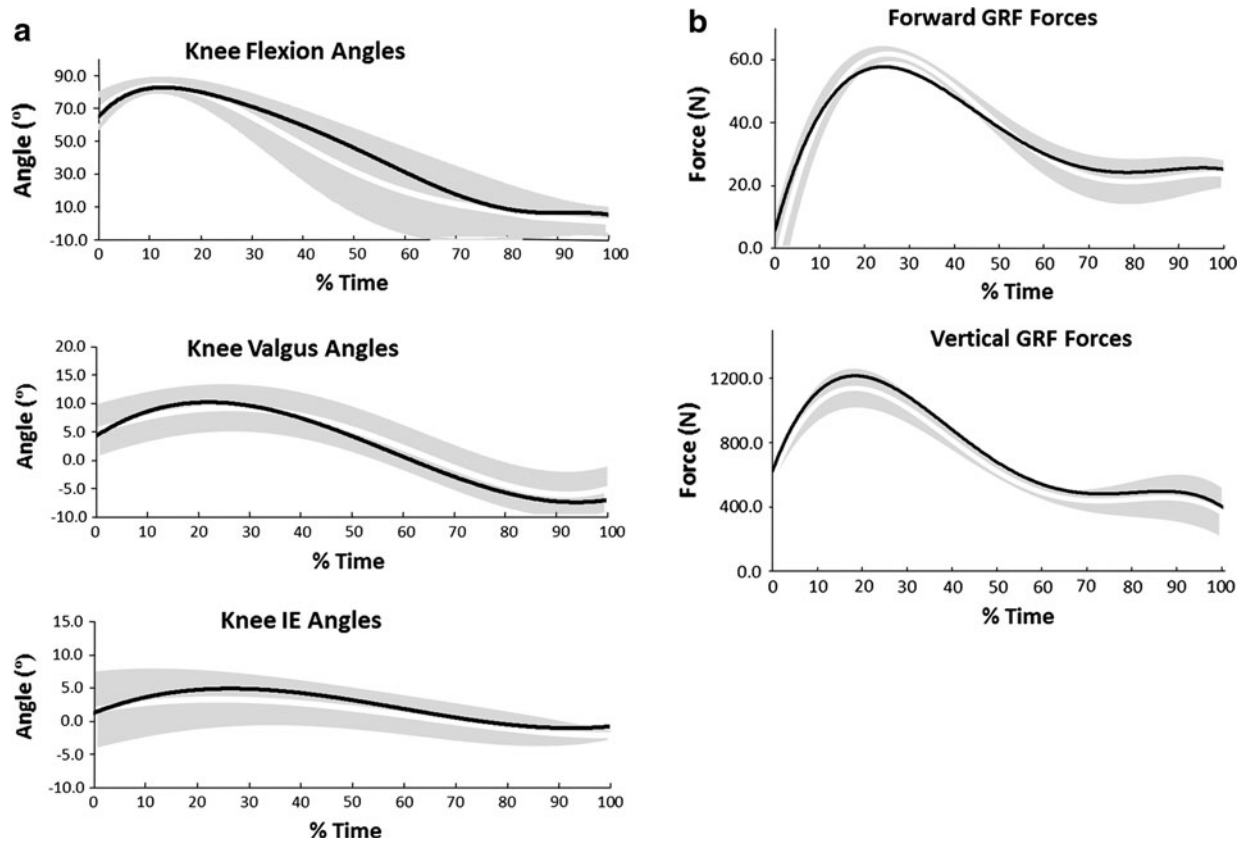 a
Knee Flexion Angles
90.0
70.0
50.0
30.0
10.0
-10.0
Angle (º)
0 10 20 30 40 50 60 70 80 90 100
% Time
Knee Valgus Angles
20.0
15.0
10.0
5.0
0.0
-5.0
-10.0
Angle (º)
0 10 20 30 40 50 60 70 80 90 100
% Time
Knee IE Angles
15.0
10.0
5.0
0.0
-5.0
-10.0
Angle (º)
0 10 20 30 40 50 60 70 80 90 100
% Time
b
Forward GRF Forces
60.0
40.0
20.0
0.0
Force (N)
0 10 20 30 40 50 60 70 80 90 100
% Time
Vertical GRF Forces
1200.0
800.0
400.0
0.0
Force (N)
0 10 20 30 40 50 60 70 80 90 100
% Time